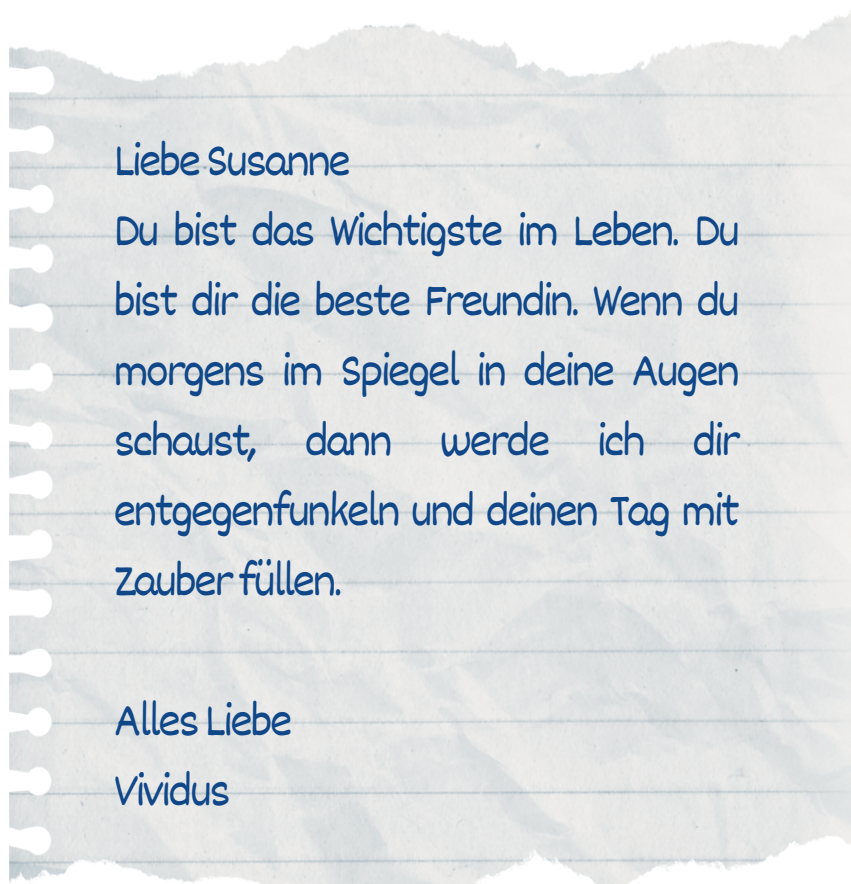 Liebe Susanne
Du bist das Wichtigste im Leben. Du
bist dir die beste Freundin. Wenn du
morgens im Spiegel in deine Augen
schaust, dann werde ich dir
entgegenfunkeln und deinen Tag mit
Zauber füllen.
Alles Liebe
Vividus